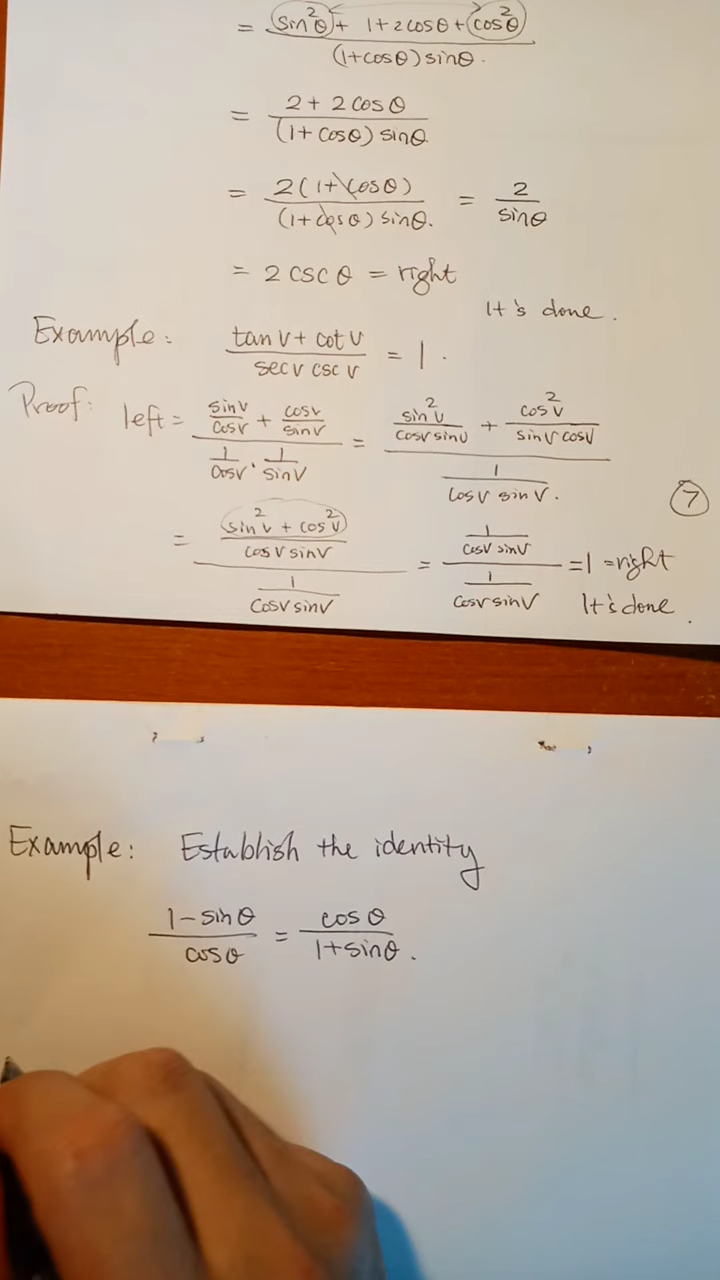 = (sin²θ + 1+2cosθ + cos²θ) / ((1+cosθ) sinθ.)
= (2 + 2 cosθ) / ((1 + cosθ) sinθ.)
= (2(1+cosθ)) / ((1+cosθ) sinθ.) = 2 / sinθ
= 2 csc θ = right
It's done.
Example: (tan v + cot v) / (sec v csc v) = 1.
Proof: left = (sin v / cos v + cos v / sin v) / (1 / cos v · 1 / sin v) = (sin²v / cos v sin v + cos²v / sin v cos v) / (1 / cos v sin v.)
7
= ((sin²v + cos²v) / cos v sin v) / (1 / cos v sin v) = (1 / cos v sin v) / (1 / cos v sin v) = 1 = right
It's done.
Example: Establish the identity
(1 - sinθ) / cosθ = cosθ / (1 + sinθ).